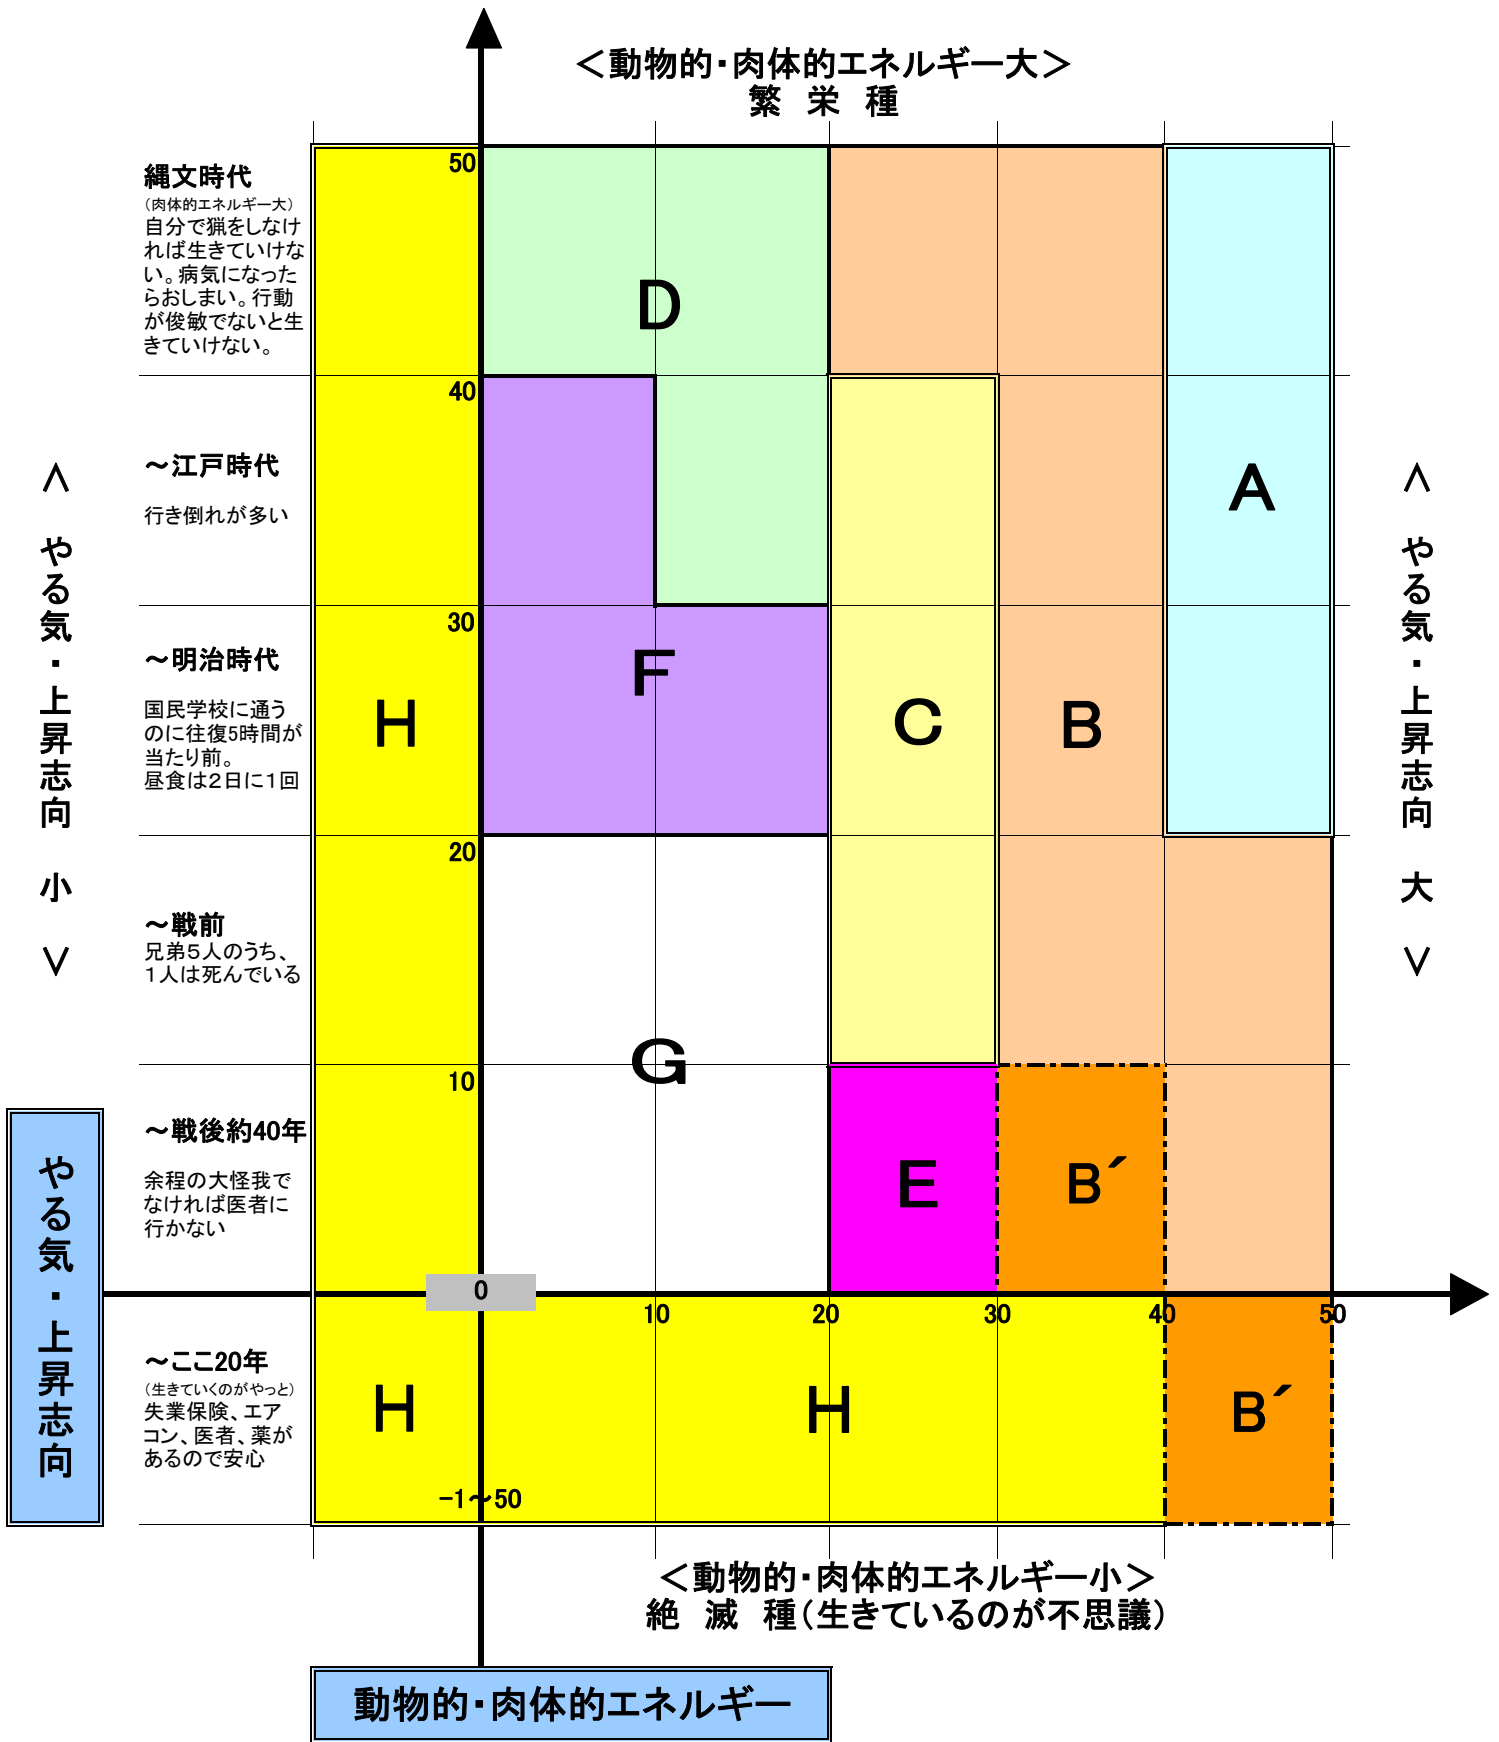 ＜動物的・肉体的エネルギー大＞
繁　栄　種
縄文時代
（肉体的エネルギー大）
自分で猟をしなけ
れば生きていけな
い。病気になった
らおしまい。行動
が俊敏でないと生
きていけない。
50
D
40
～江戸時代
行き倒れが多い
A
＜　やる気・上昇志向　小　＞
＜　やる気・上昇志向　大　＞
30
～明治時代
国民学校に通う
のに往復5時間が
当たり前。
昼食は２日に１回
F
H
C
B
20
～戦前
兄弟５人のうち、
１人は死んでいる
G
10
～戦後約40年
余程の大怪我で
なければ医者に
行かない
E
B´
やる気・上昇志向
0
10
20
30
40
50
～ここ20年
（生きていくのがやっと）
失業保険、エア
コン、医者、薬が
あるので安心
H
H
B´
-1～50
＜動物的・肉体的エネルギー小＞
絶　滅　種（生きているのが不思議）
動物的・肉体的エネルギー